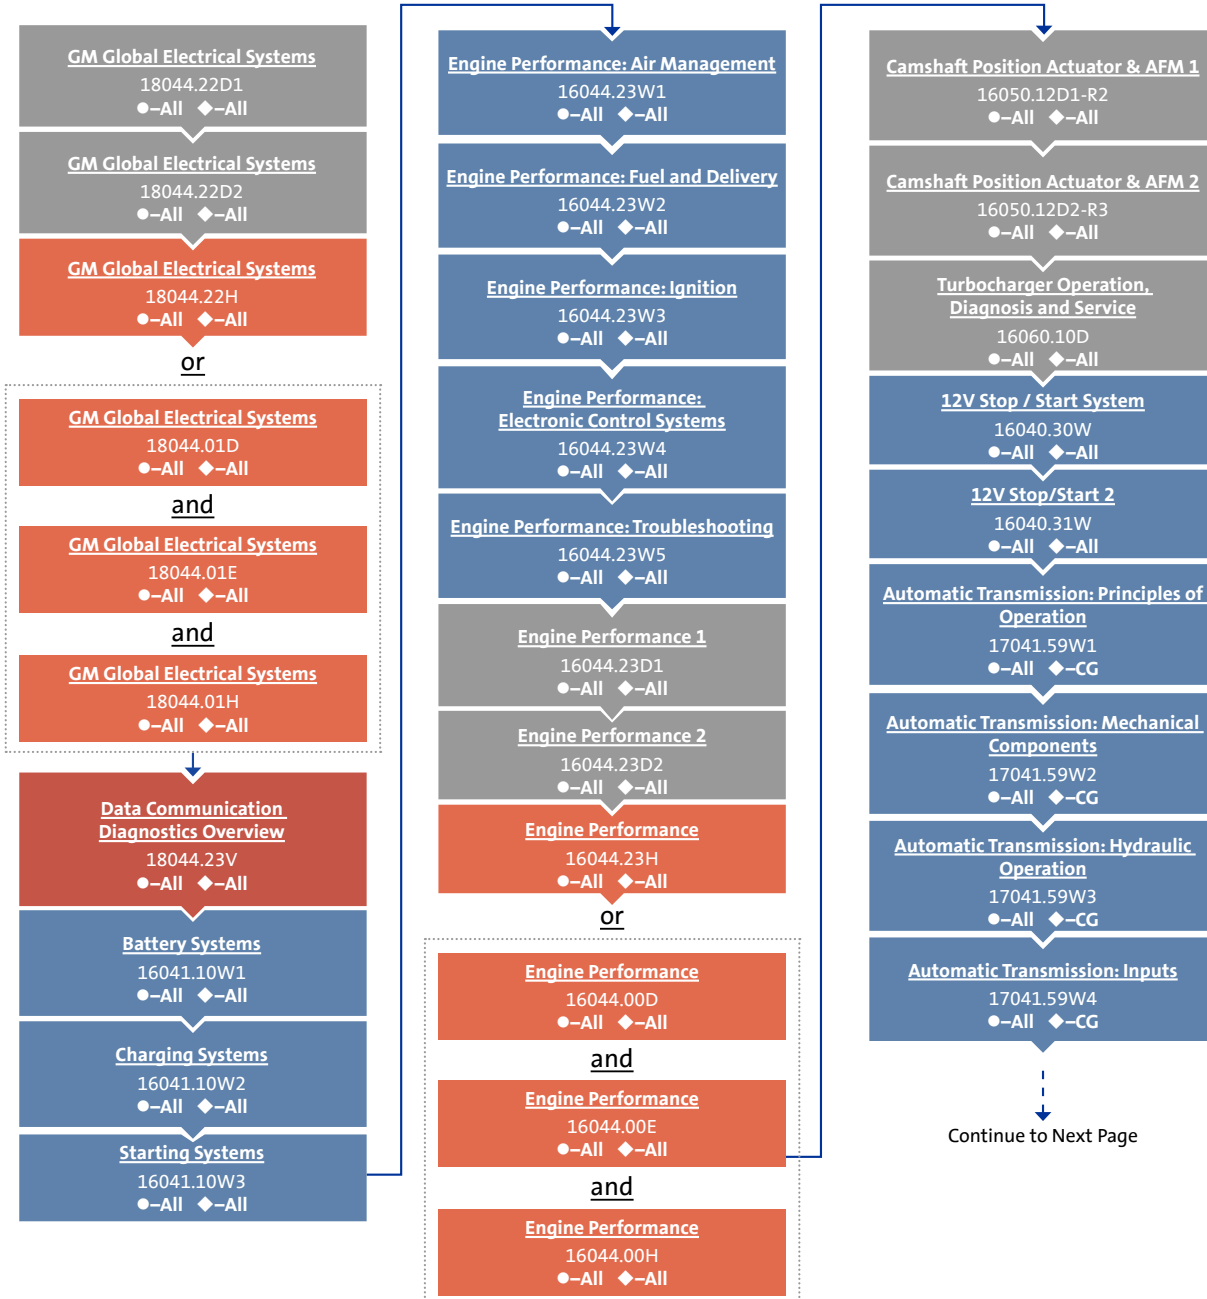 GM Global Electrical Systems
18044.22D1
●–All ◆–All
GM Global Electrical Systems
18044.22D2
●–All ◆–All
GM Global Electrical Systems
18044.22H
●–All ◆–All
or
GM Global Electrical Systems
18044.01D
●–All ◆–All
and
GM Global Electrical Systems
18044.01E
●–All ◆–All
and
GM Global Electrical Systems
18044.01H
●–All ◆–All
Data Communication
Diagnostics Overview
18044.23V
●–All ◆–All
Battery Systems
16041.10W1
●–All ◆–All
Charging Systems
16041.10W2
●–All ◆–All
Starting Systems
16041.10W3
●–All ◆–All
Engine Performance: Air Management
16044.23W1
●–All ◆–All
Engine Performance: Fuel and Delivery
16044.23W2
●–All ◆–All
Engine Performance: Ignition
16044.23W3
●–All ◆–All
Engine Performance:
Electronic Control Systems
16044.23W4
●–All ◆–All
Engine Performance: Troubleshooting
16044.23W5
●–All ◆–All
Engine Performance 1
16044.23D1
●–All ◆–All
Engine Performance 2
16044.23D2
●–All ◆–All
Engine Performance
16044.23H
●–All ◆–All
or
Engine Performance
16044.00D
●–All ◆–All
and
Engine Performance
16044.00E
●–All ◆–All
and
Engine Performance
16044.00H
●–All ◆–All
Camshaft Position Actuator & AFM 1
16050.12D1-R2
●–All ◆–All
Camshaft Position Actuator & AFM 2
16050.12D2-R3
●–All ◆–All
Turbocharger Operation,
Diagnosis and Service
16060.10D
●–All ◆–All
12V Stop / Start System
16040.30W
●–All ◆–All
12V Stop/Start 2
16040.31W
●–All ◆–All
Automatic Transmission: Principles of
Operation
17041.59W1
●–All ◆–CG
Automatic Transmission: Mechanical
Components
17041.59W2
●–All ◆–CG
Automatic Transmission: Hydraulic
Operation
17041.59W3
●–All ◆–CG
Automatic Transmission: Inputs
17041.59W4
●–All ◆–CG
Continue to Next Page